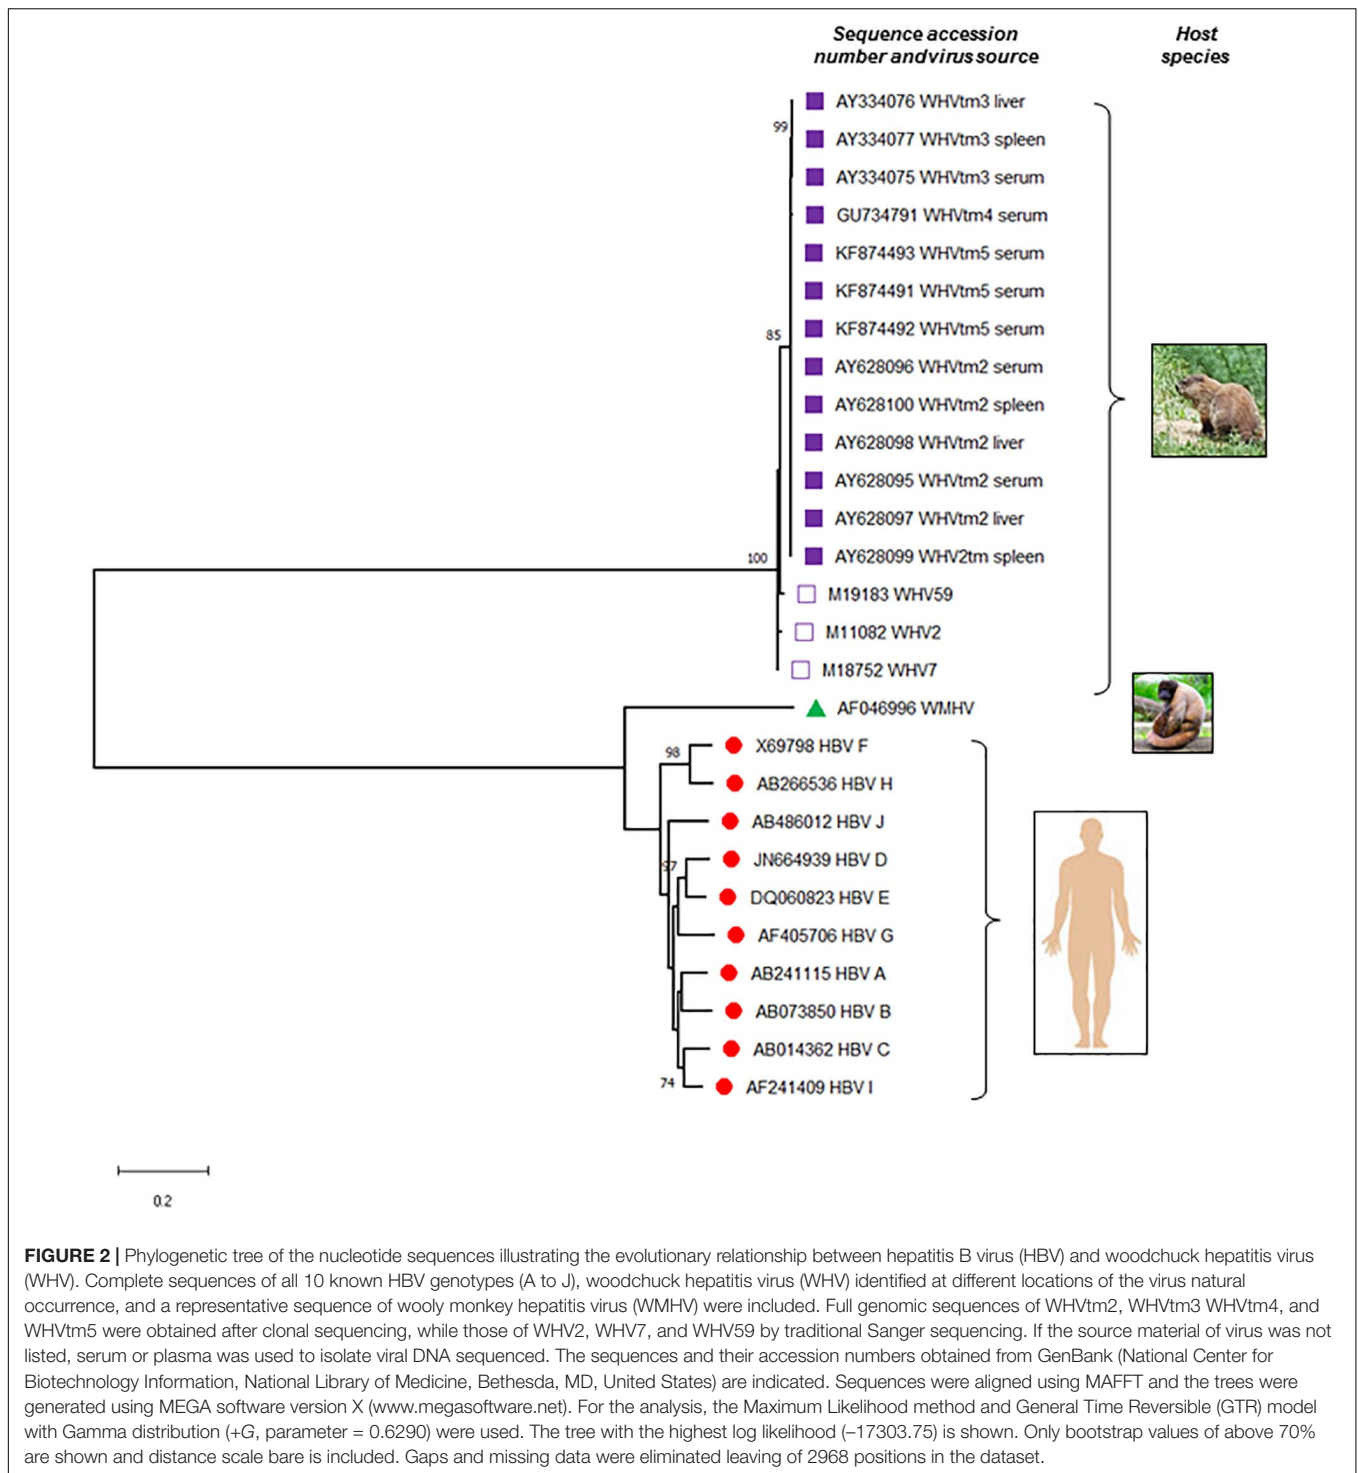 Sequence accession
number andvirus source
Host
species
AY334076 WHVtm3 liver
99
AY334077 WHVtm3 spleen
AY334075 WHVtm3 serum
GU734791 WHVtm4 serum
KF874493 WHVtm5 serum
KF874491 WHVtm5 serum
KF874492 WHVtm5 serum
85
AY628096 WHVtm2 serum
AY628100 WHVtm2 spleen
AY628098 WHVtm2 liver
AY628095 WHVtm2 serum
AY628097 WHVtm2 liver
AY628099 WHV2tm spleen
100
M19183 WHV59
M11082 WHV2
M18752 WHV7
AF046996 WMHV
X69798 HBV F
98
AB266536 HBV H
AB486012 HBV J
JN664939 HBV D
97
DQ060823 HBV E
AF405706 HBV G
AB241115 HBV A
AB073850 HBV B
AB014362 HBV C
AF241409 HBV I
74
0.2
FIGURE 2 | Phylogenetic tree of the nucleotide sequences illustrating the evolutionary relationship between hepatitis B virus (HBV) and woodchuck hepatitis virus
(WHV). Complete sequences of all 10 known HBV genotypes (A to J), woodchuck hepatitis virus (WHV) identified at different locations of the virus natural
occurrence, and a representative sequence of wooly monkey hepatitis virus (WMHV) were included. Full genomic sequences of WHVtm2, WHVtm3 WHVtm4, and
WHVtm5 were obtained after clonal sequencing, while those of WHV2, WHV7, and WHV59 by traditional Sanger sequencing. If the source material of virus was not
listed, serum or plasma was used to isolate viral DNA sequenced. The sequences and their accession numbers obtained from GenBank (National Center for
Biotechnology Information, National Library of Medicine, Bethesda, MD, United States) are indicated. Sequences were aligned using MAFFT and the trees were
generated using MEGA software version X (www.megasoftware.net). For the analysis, the Maximum Likelihood method and General Time Reversible (GTR) model
with Gamma distribution (+G, parameter = 0.6290) were used. The tree with the highest log likelihood (–17303.75) is shown. Only bootstrap values of above 70%
are shown and distance scale bare is included. Gaps and missing data were eliminated leaving of 2968 positions in the dataset.